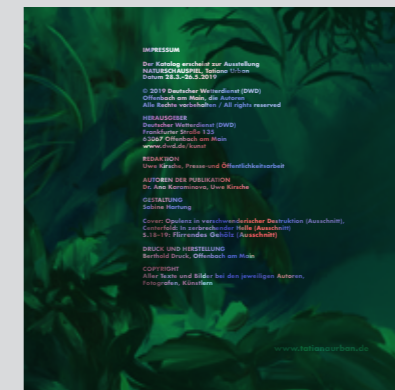 IMPRESSUM
Der Katalog erscheint zur Ausstellung
NATURSCHAUSPIEL, Tatiana Urban
Datum 28.3.–26.5.2019
© 2019 Deutscher Wetterdienst (DWD)
Offenbach am Main, die Autoren
Alle Rechte vorbehalten / All rights reserved
HERAUSGEBER
Deutscher Wetterdienst (DWD)
Frankfurter Straße 135
63067 Offenbach am Main
www.dwd.de/kunst
REDAKTION
Uwe Kirsche, Presse-und Öffentlichkeitsarbeit
AUTOREN DER PUBLIKATION
Dr. Ana Karaminova, Uwe Kirsche
GESTALTUNG
Sabine Hartung
Cover: Opulenz in verschwenderischer Destruktion (Ausschnitt),
Centerfold: In zerbrechender Helle (Ausschnitt)
S.18–19: Flirrendes Gehölz (Ausschnitt)
DRUCK UND HERSTELLUNG
Berthold Druck, Offenbach am Main
COPYRIGHT
Aller Texte und Bilder bei den jeweiligen Autoren,
Fotografen, Künstlern
www.tatianaurban.de